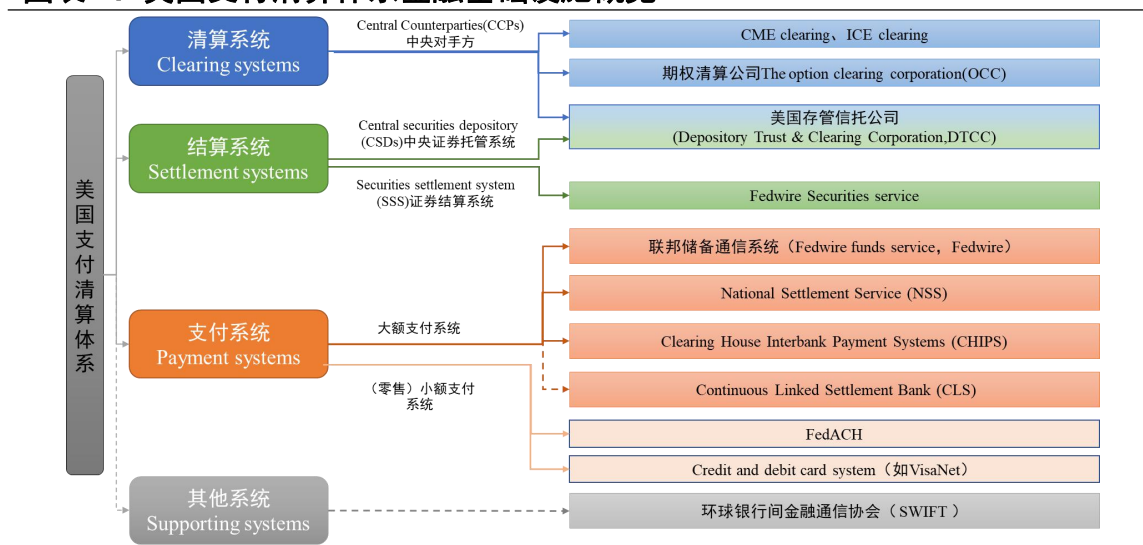 美国支付清算体系
清算系统
Clearing systems
Central Counterparties(CCPs)
中央对手方
CME clearing、ICE clearing
期权清算公司The option clearing corporation(OCC)
美国存管信托公司
(Depository Trust & Clearing Corporation,DTCC)
结算系统
Settlement systems
Central securities depository
(CSDs)中央证券托管系统
Securities settlement system
(SSS)证券结算系统
Fedwire Securities service
支付系统
Payment systems
大额支付系统
联邦储备通信系统（Fedwire funds service，Fedwire）
National Settlement Service (NSS)
Clearing House Interbank Payment Systems (CHIPS)
Continuous Linked Settlement Bank (CLS)
（零售）小额支付
系统
FedACH
Credit and debit card system（如VisaNet）
其他系统
Supporting systems
环球银行间金融通信协会（SWIFT ）